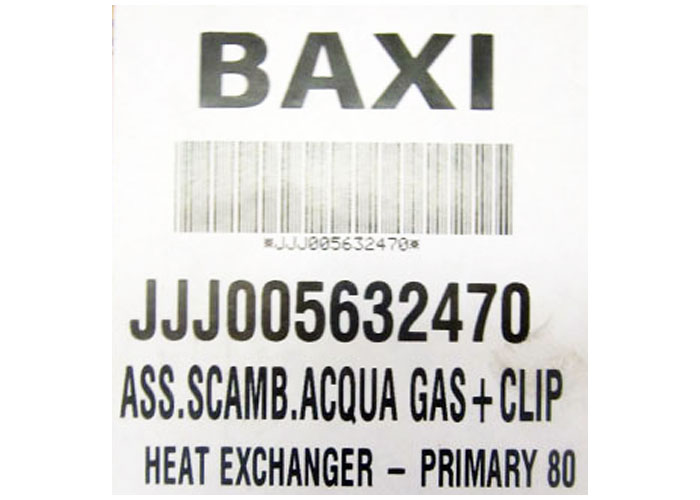 BAXI
*JJJ005632470*
JJJ005632470
ASS.SCAMB.ACQUA GAS+CLIP
HEAT EXCHANGER - PRIMARY 80